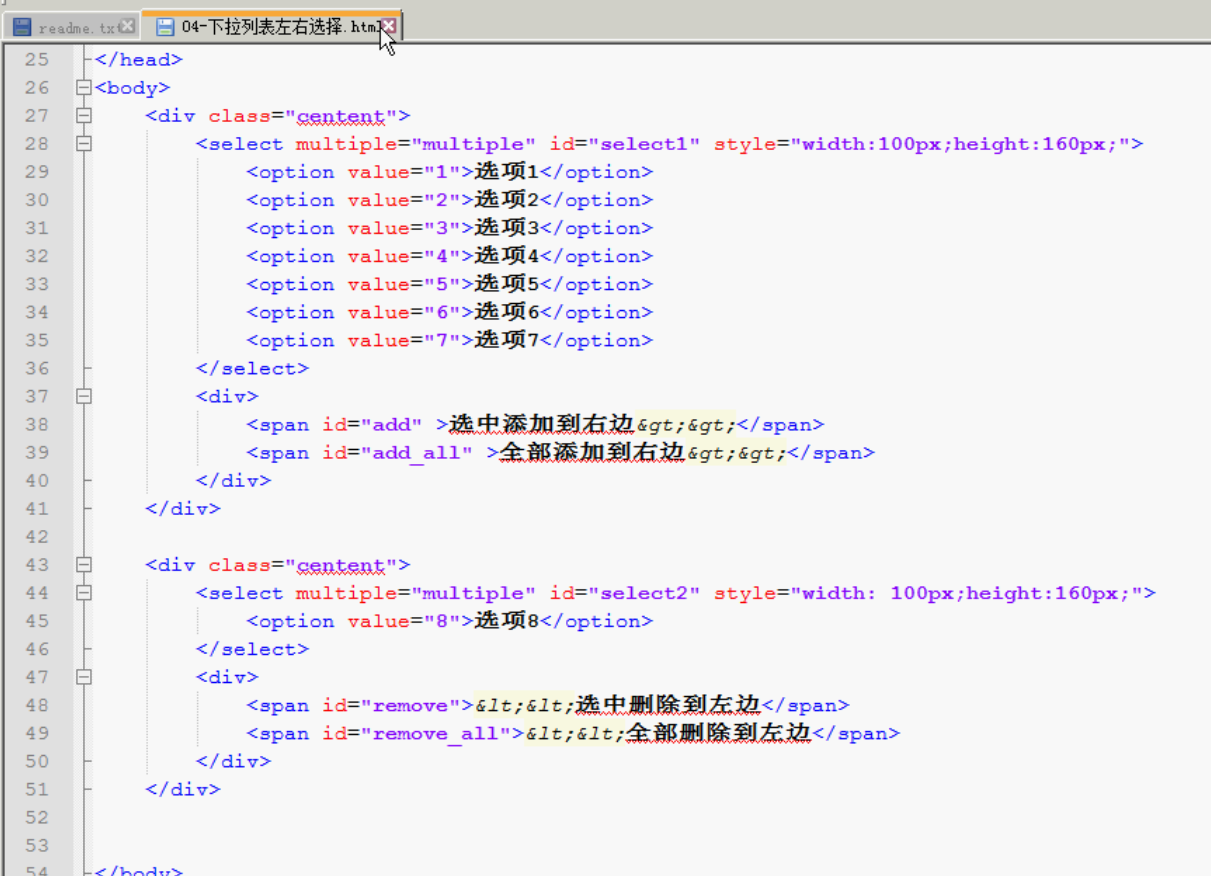 readme.txt 04-下拉列表左右选择.html
25 </head>
26 <body>
27 <div class="centent">
28 <select multiple="multiple" id="select1" style="width:100px;height:160px;">
29 <option value="1">选项1</option>
30 <option value="2">选项2</option>
31 <option value="3">选项3</option>
32 <option value="4">选项4</option>
33 <option value="5">选项5</option>
34 <option value="6">选项6</option>
35 <option value="7">选项7</option>
36 </select>
37 <div>
38 <span id="add" >选中添加到右边&gt;&gt;</span>
39 <span id="add_all" >全部添加到右边&gt;&gt;</span>
40 </div>
41 </div>
42
43 <div class="centent">
44 <select multiple="multiple" id="select2" style="width: 100px;height:160px;">
45 <option value="8">选项8</option>
46 </select>
47 <div>
48 <span id="remove">&lt;&lt;选中删除到左边</span>
49 <span id="remove_all">&lt;&lt;全部删除到左边</span>
50 </div>
51 </div>
52
53
54 </body>